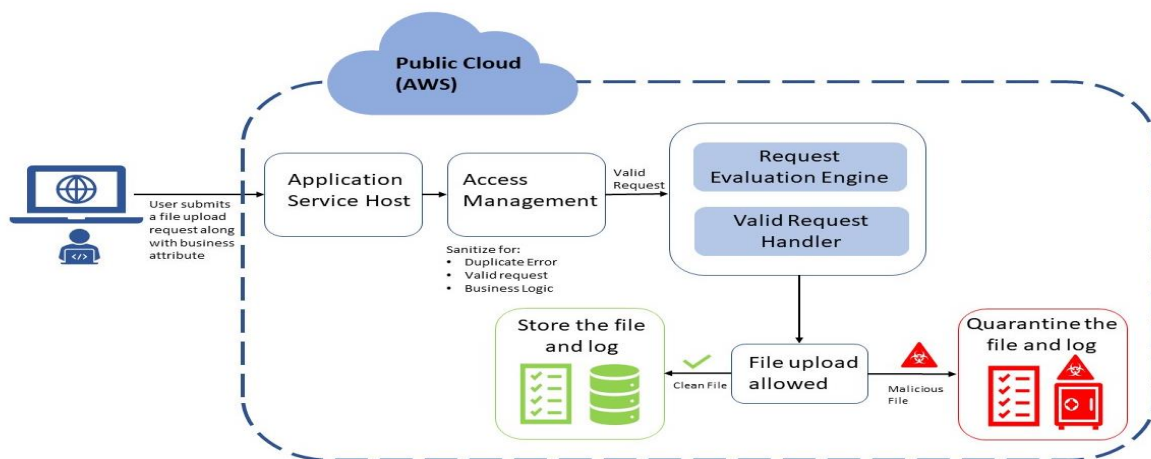 Public Cloud
(AWS)
User submits
a file upload
request along
with business
attribute
Application
Service Host
Access
Management
Sanitize for:
• Duplicate Error
• Valid request
• Business Logic
Valid
Request
Request
Evaluation Engine
Valid Request
Handler
File upload
allowed
Clean File
Store the file
and log
Malicious
File
Quarantine the
file and log